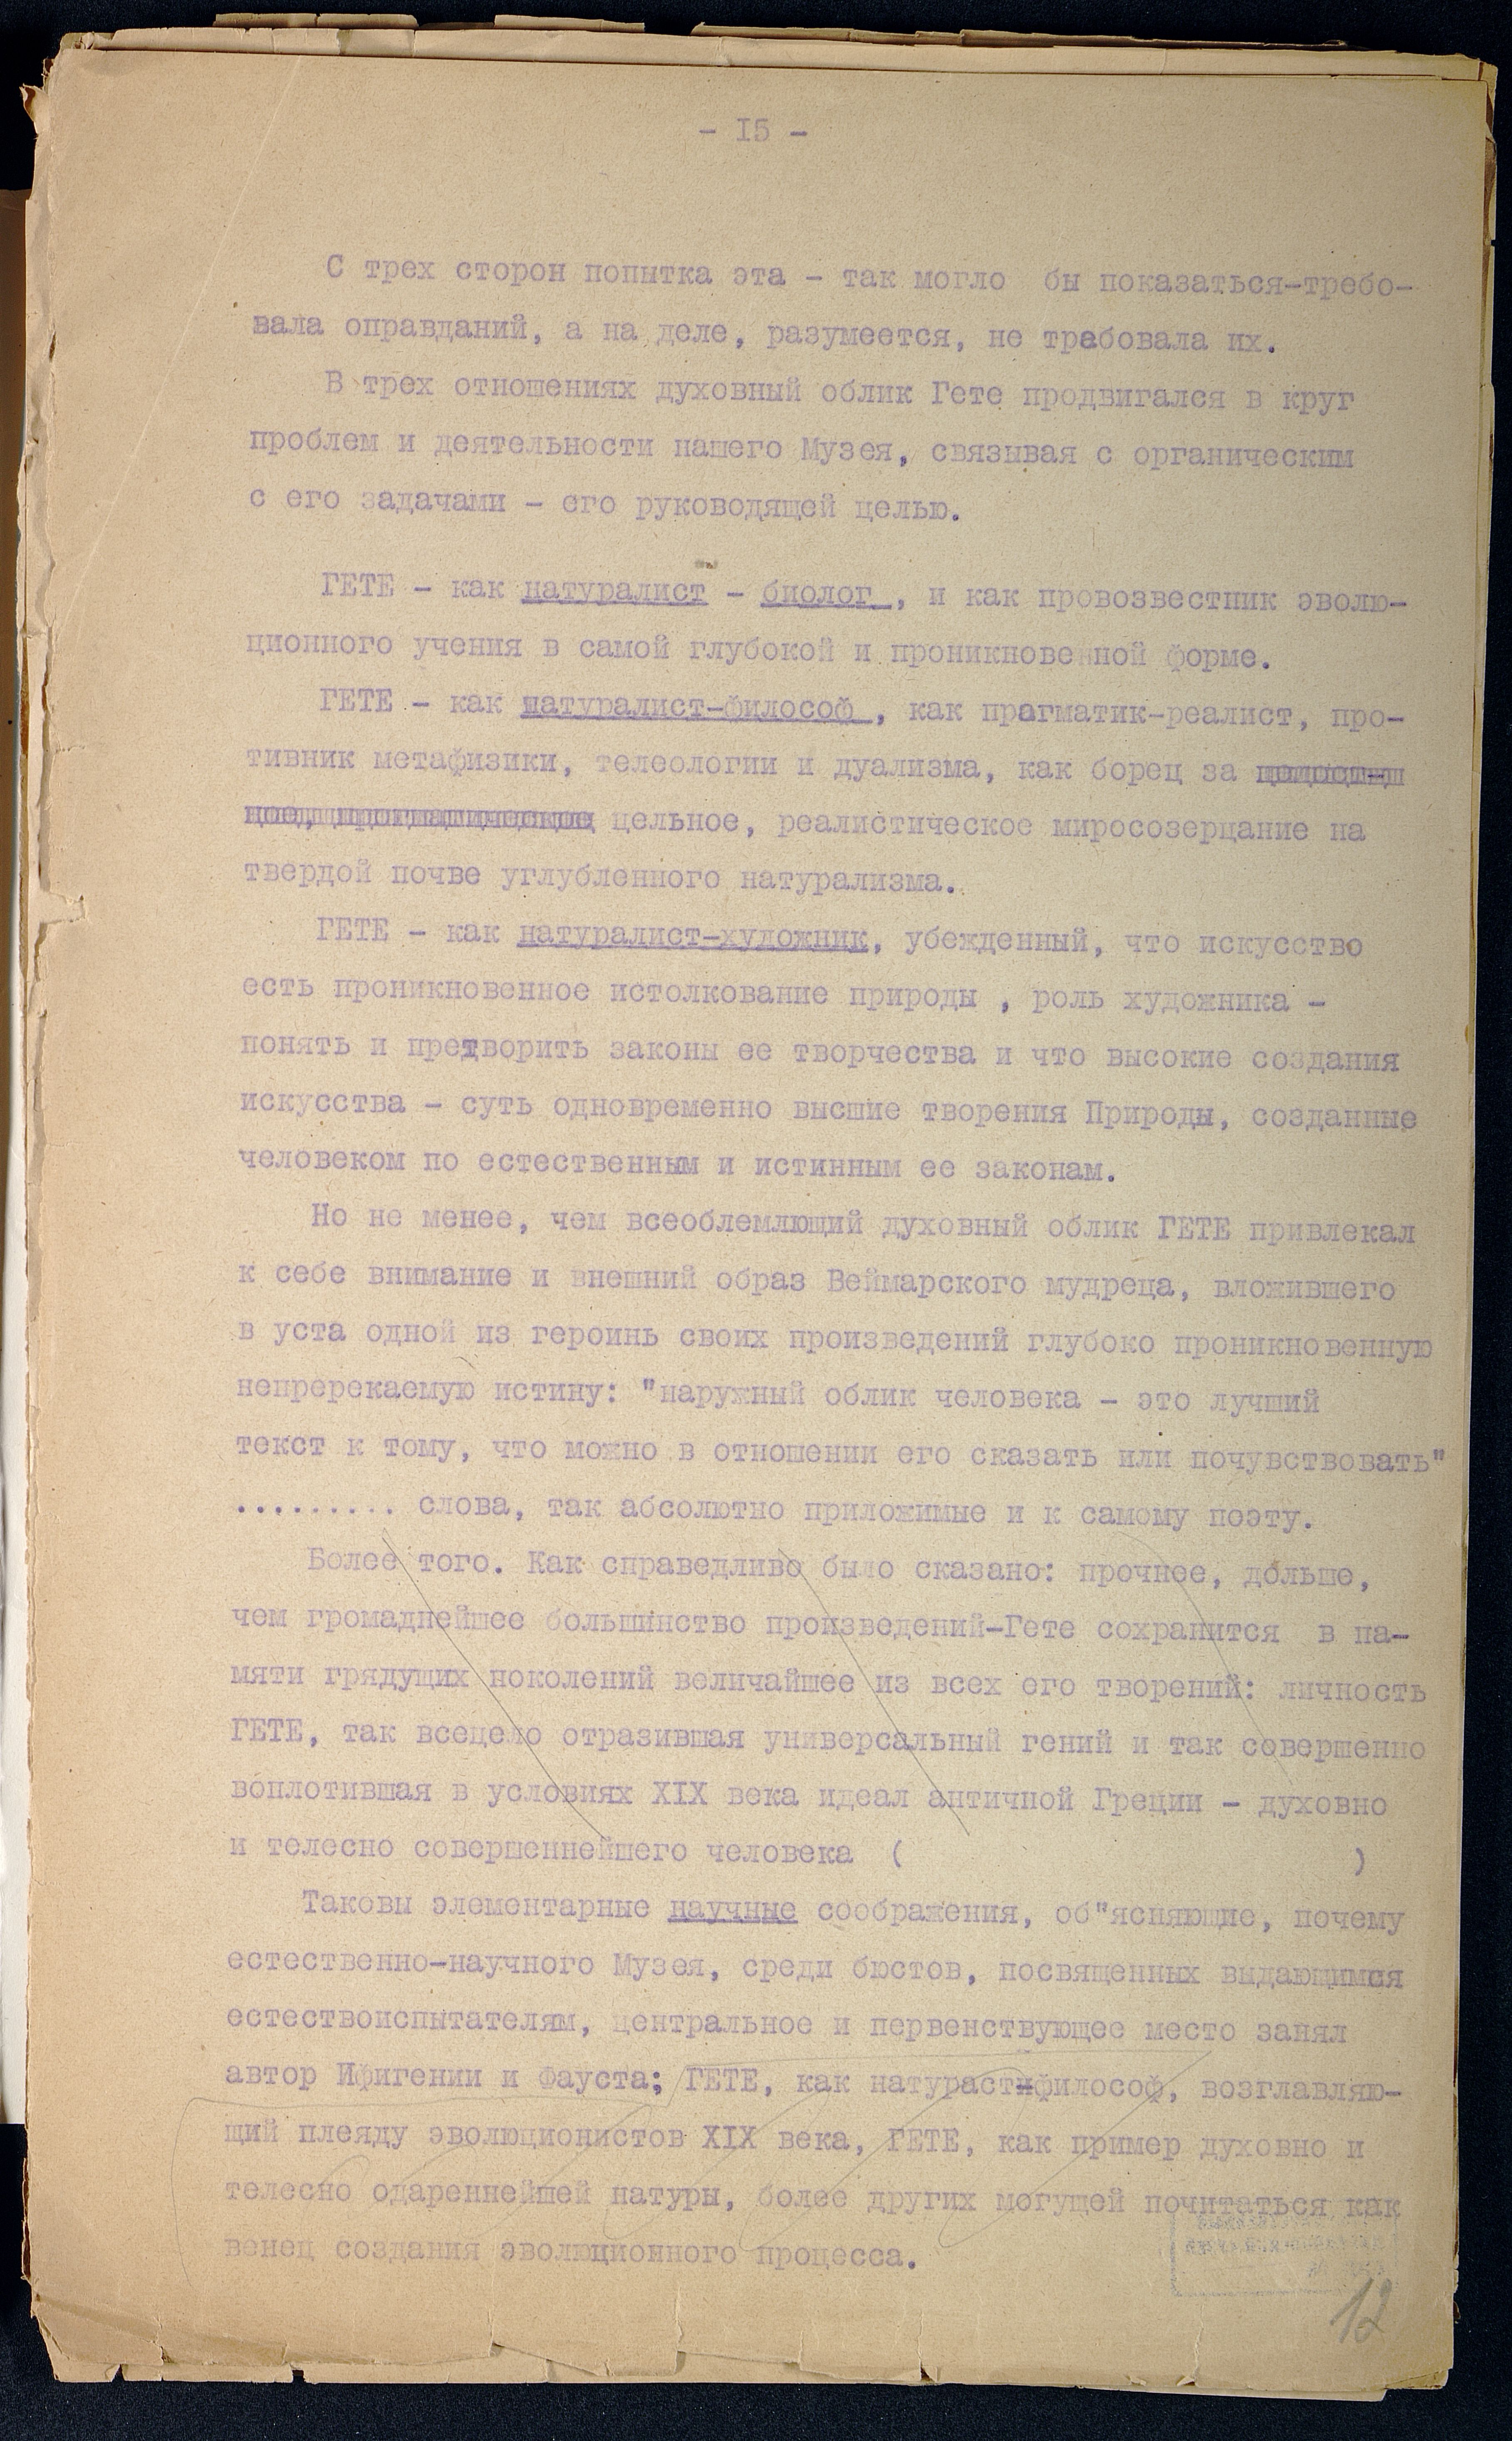 - I5 -
С трех сторон попытка эта - так могло бы показаться-требо-
вала оправданий, а на деле, разумеется, не требовала их.
В трех отношениях духовный облик Гете продвигался в круг
проблем и деятельности нашего Музея, связывая с органическим
с его задачами - его руководящей целью.
ГЕТЕ - как натуралист - биолог , и как провозвестник эволю-
ционного учения в самой глубокой и проникновенной форме.
ГЕТЕ - как натуралист-философ , как прагматик-реалист, про-
тивник метафизики, телеологии и дуализма, как борец за
цельное, реалистическое миросозерцание на
твердой почве углубленного натурализма.
ГЕТЕ - как натуралист-художник, убежденный, что искусство
есть проникновенное истолкование природы , роль художника -
понять и претворить законы ее творчества и что высокие создания
искусства - суть одновременно высшие творения Природы, созданные
человеком по естественным и истинным ее законам.
Но не менее, чем всеоблемлющий духовный облик ГЕТЕ привлекал
к себе внимание и внешний образ Веймарского мудреца, вложившего
в уста одной из героинь своих произведений глубоко проникновенную
непререкаемую истину: "наружный облик человека - это лучший
текст к тому, что можно в отношении его сказать или почувствовать"
......... слова, так абсолютно приложимые и к самому поэту.
Более того. Как справедливо было сказано: прочнее, дольше,
чем громаднейшее большинство произведений-Гете сохранится в па-
мяти грядущих поколений величайшее из всех его творений: личность
ГЕТЕ, так всецело отразившая универсальный гений и так совершенно
воплотившая в условиях XIX века идеал античной Греции - духовно
и телесно совершеннейшего человека ( )
Таковы элементарные научные соображения, об"ясняющие, почему
естественно-научного Музея, среди бюстов, посвященных выдающимся
естествоиспытателям, центральное и первенствующее место занял
автор Ифигении и Фауста; ГЕТЕ, как натураст-философ, возглавляю-
щий плеяду эволюционистов XIX века, ГЕТЕ, как пример духовно и
телесно одареннейшей натуры, более других могущей почитаться как
венец создания эволюционного процесса.
12